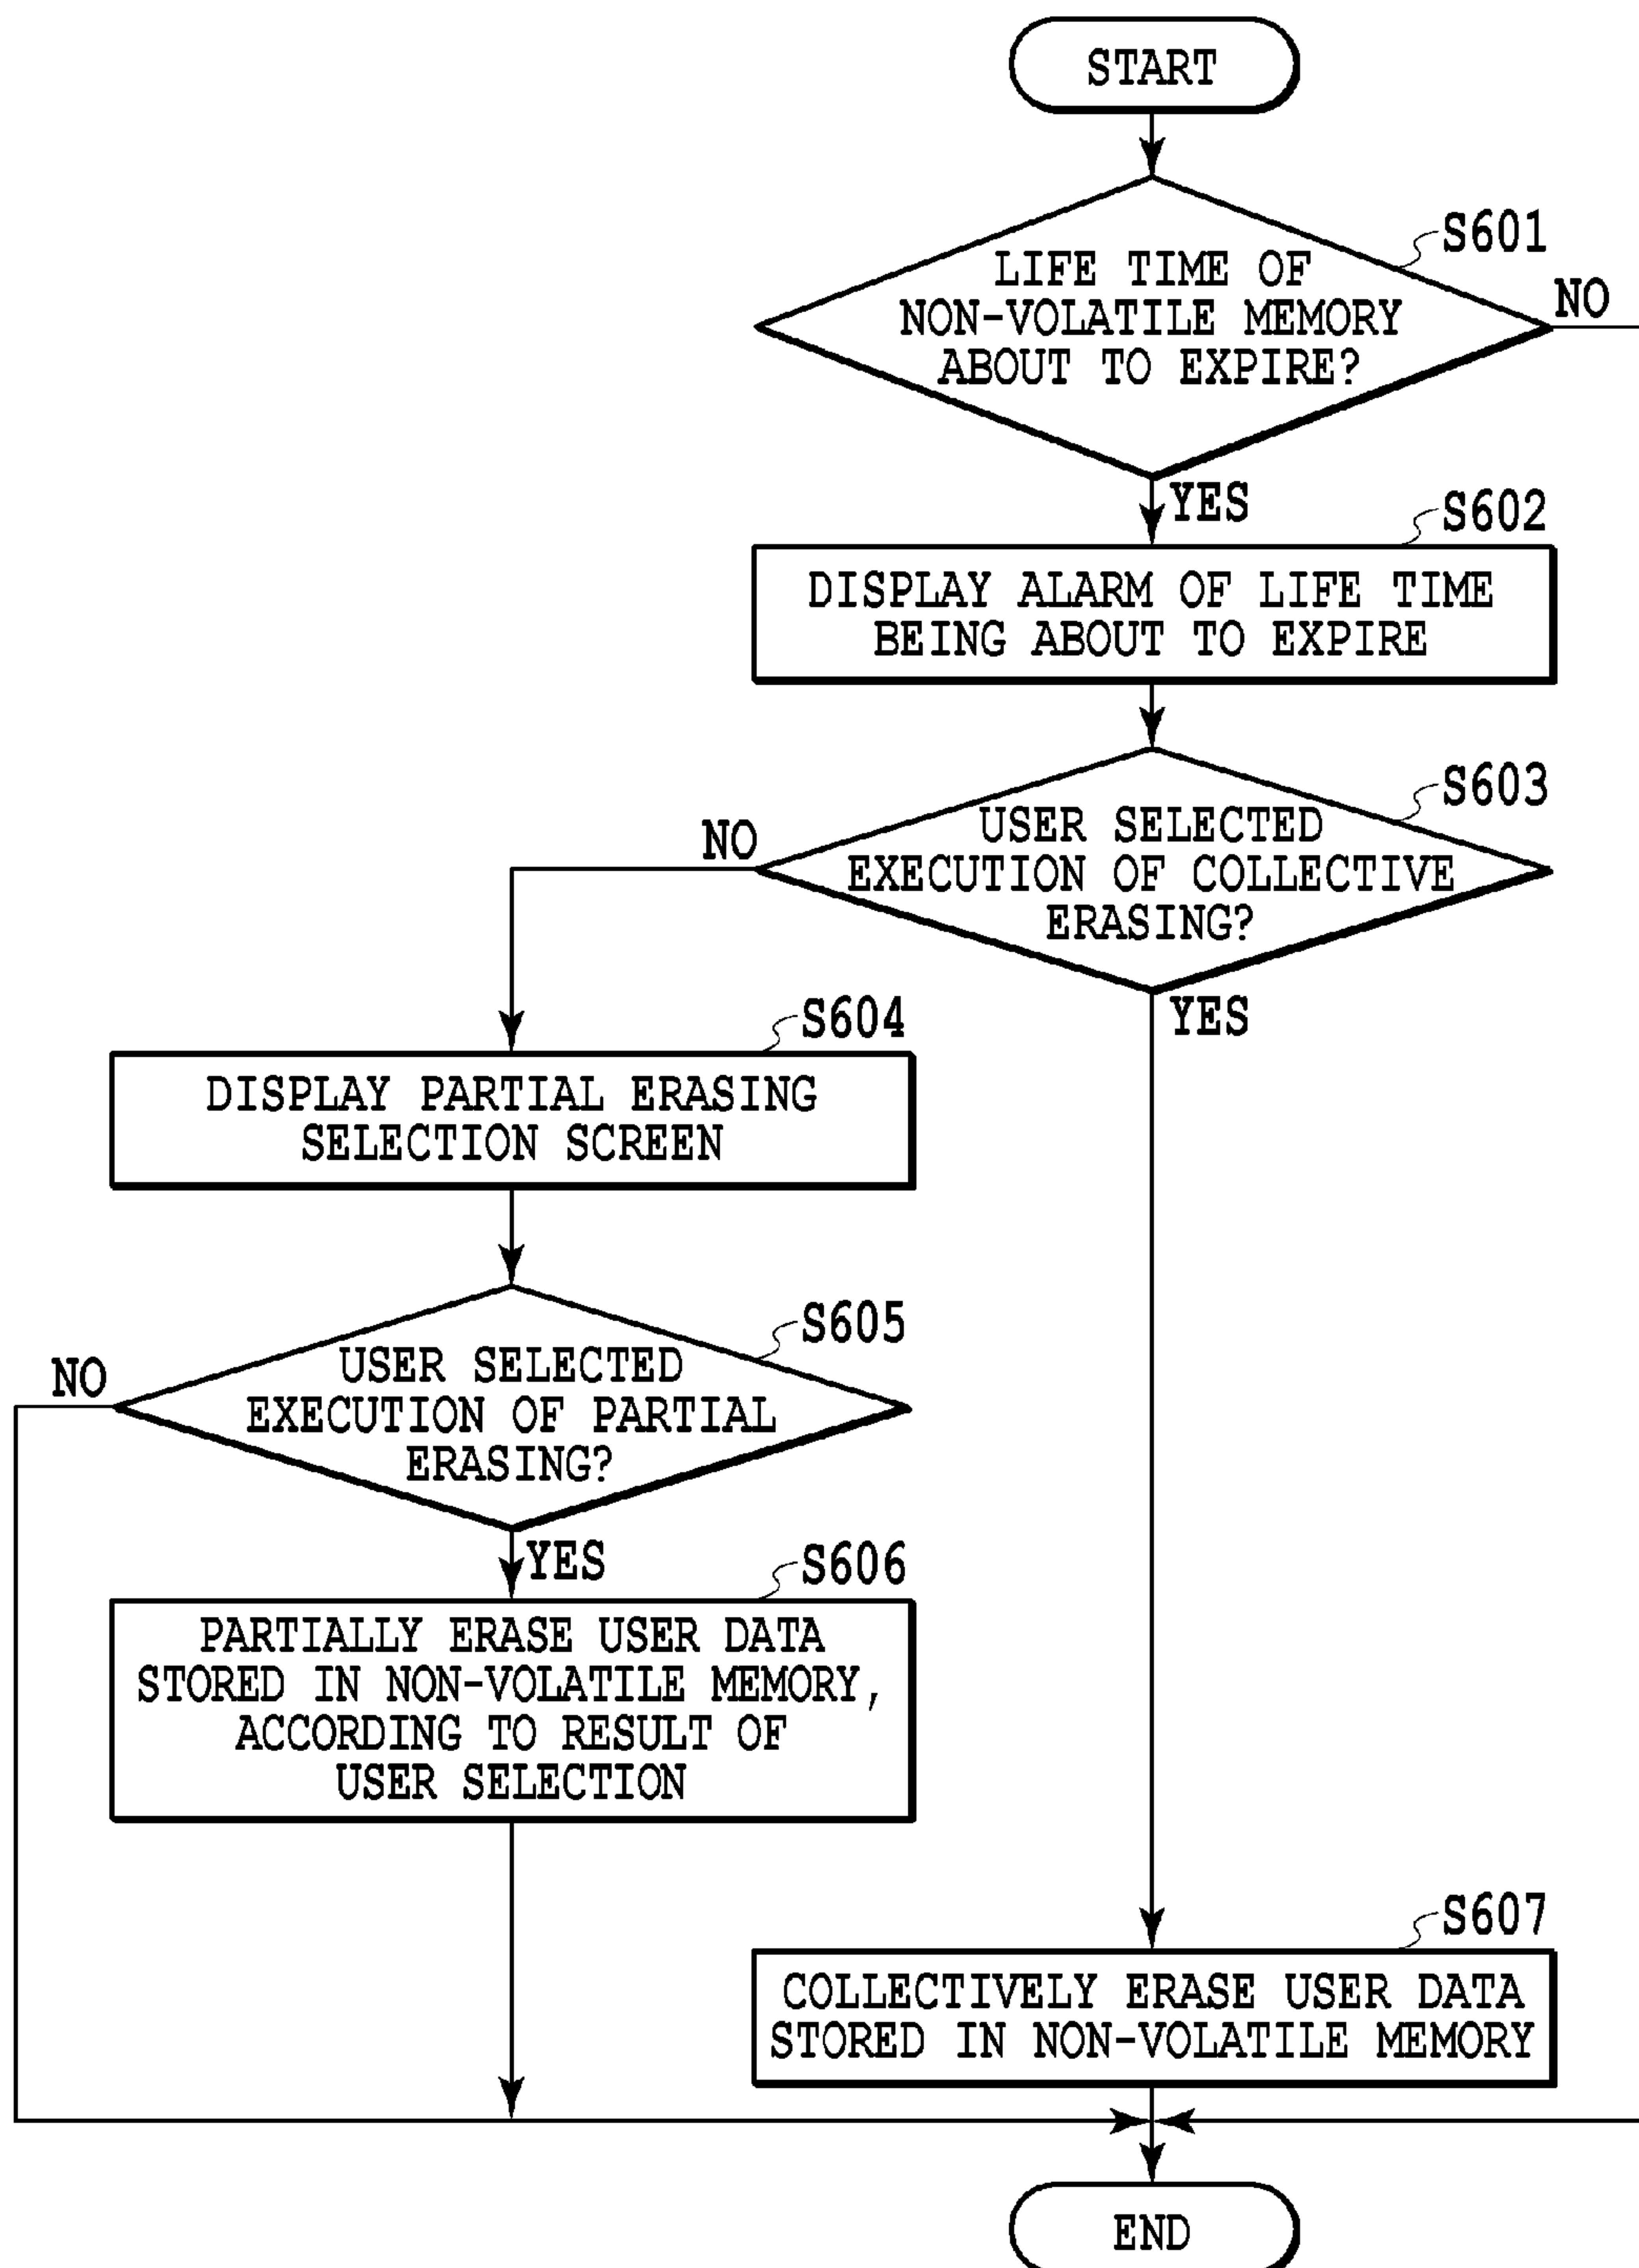 START
S601
LIFE TIME OF
NON-VOLATILE MEMORY
ABOUT TO EXPIRE?
NO
YES
S602
DISPLAY ALARM OF LIFE TIME
BEING ABOUT TO EXPIRE
S603
USER SELECTED
EXECUTION OF COLLECTIVE
ERASING?
NO
YES
S604
DISPLAY PARTIAL ERASING
SELECTION SCREEN
S605
USER SELECTED
EXECUTION OF PARTIAL
ERASING?
NO
YES
S606
PARTIALLY ERASE USER DATA
STORED IN NON-VOLATILE MEMORY,
ACCORDING TO RESULT OF
USER SELECTION
S607
COLLECTIVELY ERASE USER DATA
STORED IN NON-VOLATILE MEMORY
END